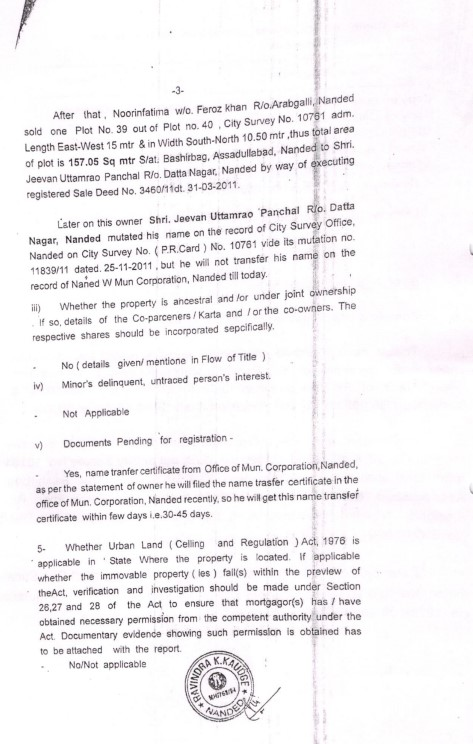 -3-
After that , Noorinfatima w/o. Feroz khan R/o.Arabgalli, Nanded
sold one Plot No. 39 out of Plot no. 40 , City Survey No. 10761 adm.
Length East-West 15 mtr & in Width South-North 10.50 mtr ,thus total area
of plot is 157.05 Sq mtr S/at. Bashirbag, Assadullabad, Nanded to Shri.
Jeevan Uttamrao Panchal R/o. Datta Nagar, Nanded by way of executing
registered Sale Deed No. 3460/11dt. 31-03-2011.
Later on this owner Shri. Jeevan Uttamrao Panchal R/o. Datta
Nagar, Nanded mutated his name on the record of City Survey Office,
Nanded on City Survey No. ( P.R.Card ) No. 10761 vide its mutation no.
11839/11 dated. 25-11-2011 , but he will not transfer his name on the
record of Naned W Mun Corporation, Nanded till today.
iii) Whether the property is ancestral and /or under joint ownership
. If so, details of the Co-parceners / Karta and / or the co-owners. The
respective shares should be incorporated sepcifically.
- No ( details given/ mentione in Flow of Title )
iv) Minor's delinquent, untraced person's interest.
- Not Applicable
v) Documents Pending for registration -
- Yes, name tranfer certificate from Office of Mun. Corporation,Nanded,
as per the statement of owner he will filed the name trasfer certificate in the
office of Mun. Corporation, Nanded recently, so he will get this name transfer
certificate within few days i.e.30-45 days.
5- Whether Urban Land ( Celling and Regulation ) Act, 1976 is
applicable in ' State Where the property is located. If applicable
whether the immovable property ( ies ) fail(s) within the preview of
theAct, verification and investigation should be made under Section
26,27 and 28 of the Act to ensure that mortgagor(s) has / have
obtained necessary permission from the competent authority under the
Act. Documentary evidence showing such permission is obtained has
to be attached with the report.
- No/Not applicable
RAVINDRA K.KAUDGE
NANDED